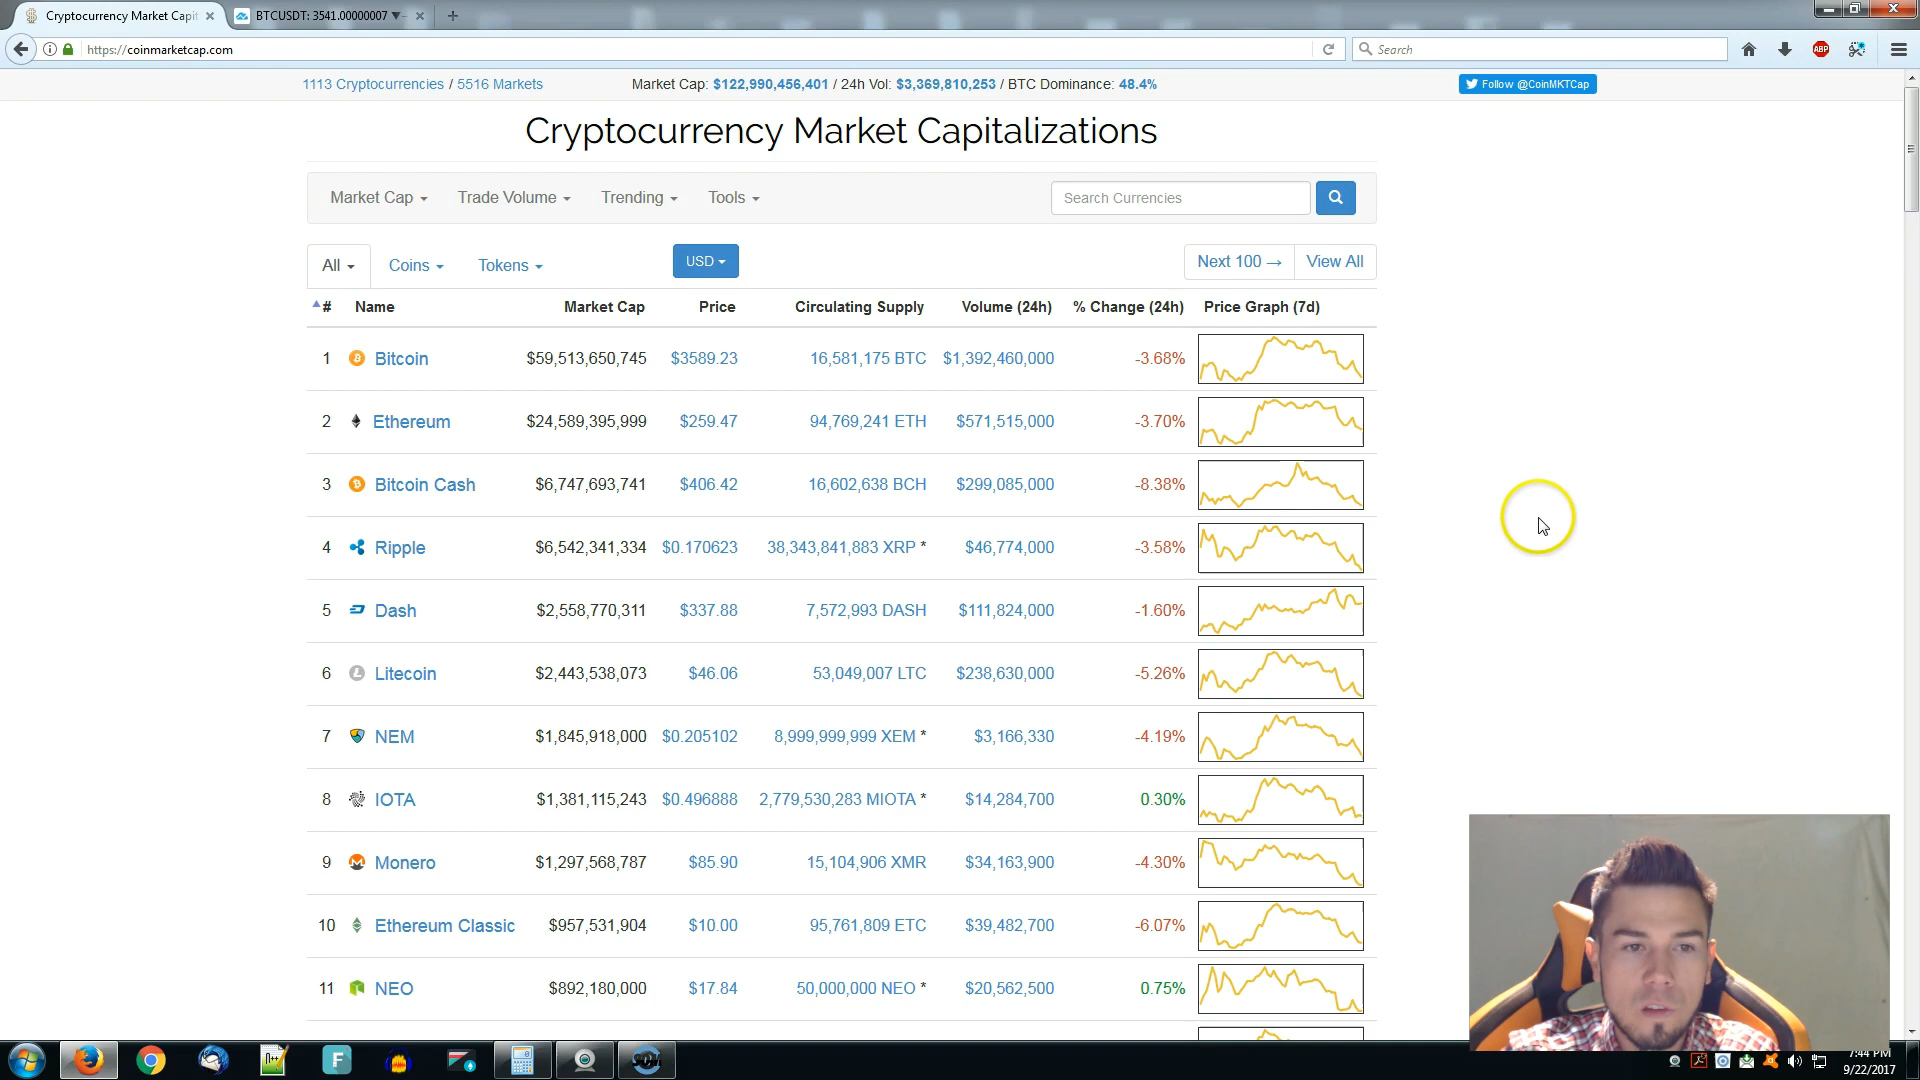 Cryptocurrency Market Capit
BTCUSDT: 3541.00000007 ▼
https://coinmarketcap.com
Search
ABP
1113 Cryptocurrencies / 5516 Markets
Market Cap: $122,990,456,401 / 24h Vol: $3,369,810,253 / BTC Dominance: 48.4%
Follow @CoinMKTCap
Cryptocurrency Market Capitalizations
Market Cap Trade Volume Trending Tools
Search Currencies
All Coins Tokens USD Next 100 → View All
# Name Market Cap Price Circulating Supply Volume (24h) % Change (24h) Price Graph (7d)
1 Bitcoin $59,513,650,745 $3589.23 16,581,175 BTC $1,392,460,000 -3.68%
2 Ethereum $24,589,395,999 $259.47 94,769,241 ETH $571,515,000 -3.70%
3 Bitcoin Cash $6,747,693,741 $406.42 16,602,638 BCH $299,085,000 -8.38%
4 Ripple $6,542,341,334 $0.170623 38,343,841,883 XRP * $46,774,000 -3.58%
5 Dash $2,558,770,311 $337.88 7,572,993 DASH $111,824,000 -1.60%
6 Litecoin $2,443,538,073 $46.06 53,049,007 LTC $238,630,000 -5.26%
7 NEM $1,845,918,000 $0.205102 8,999,999,999 XEM * $3,166,330 -4.19%
8 IOTA $1,381,115,243 $0.496888 2,779,530,283 MIOTA * $14,284,700 0.30%
9 Monero $1,297,568,787 $85.90 15,104,906 XMR $34,163,900 -4.30%
10 Ethereum Classic $957,531,904 $10.00 95,761,809 ETC $39,482,700 -6.07%
11 NEO $892,180,000 $17.84 50,000,000 NEO * $20,562,500 0.75%
7:44 PM
9/22/2017